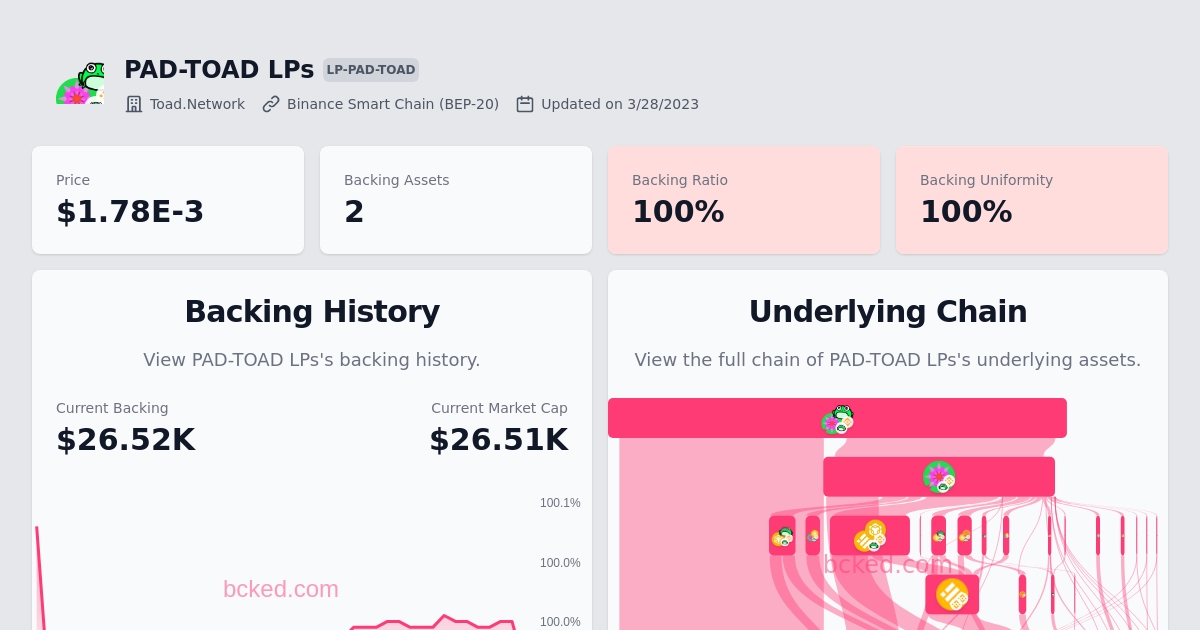 PAD-TOAD LPs LP-PAD-TOAD
Toad.Network Binance Smart Chain (BEP-20) Updated on 3/28/2023
Price
$1.78E-3
Backing Assets
2
Backing Ratio
100%
Backing Uniformity
100%
Backing History
View PAD-TOAD LPs's backing history.
Current Backing
$26.52K
Current Market Cap
$26.51K
100.1%
100.0%
100.0%
bcked.com
Underlying Chain
View the full chain of PAD-TOAD LPs's underlying assets.
bcked.com